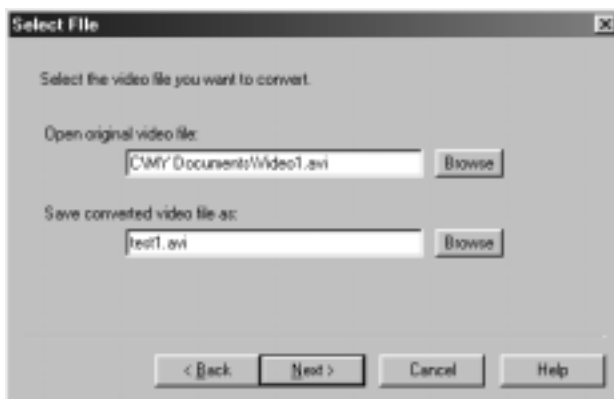 Select File
Select the video file you want to convert.
Open original video file:
C\MY Documents\Video1.avi Browse
Save converted video file as:
test1.avi Browse
< Back Next > Cancel Help